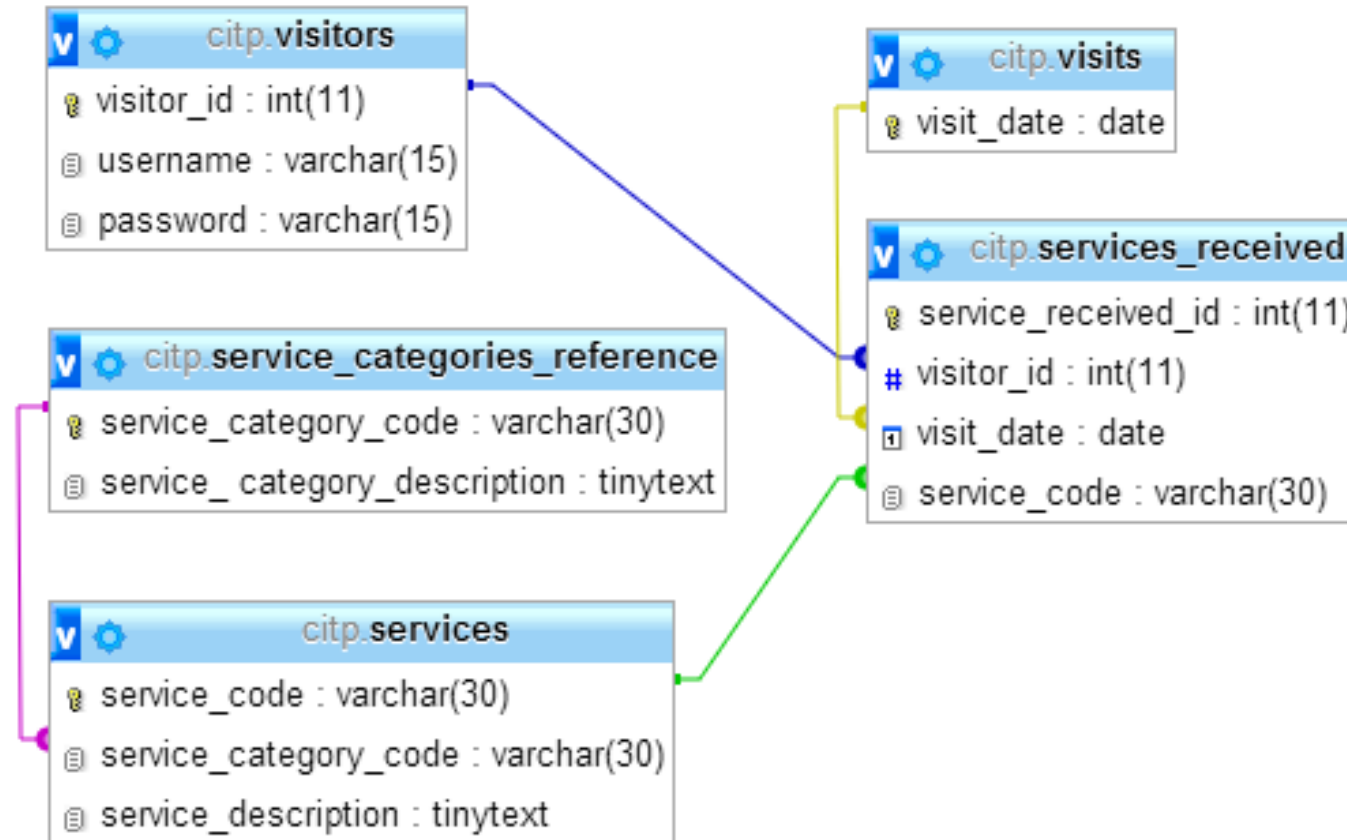 v citp.visitors
visitor_id : int(11)
username : varchar(15)
password : varchar(15)
v citp.visits
visit_date : date
v citp.services_received
service_received_id : int(11)
# visitor_id : int(11)
1 visit_date : date
service_code : varchar(30)
v citp.service_categories_reference
service_category_code : varchar(30)
service_ category_description : tinytext
v citp.services
service_code : varchar(30)
service_category_code : varchar(30)
service_description : tinytext